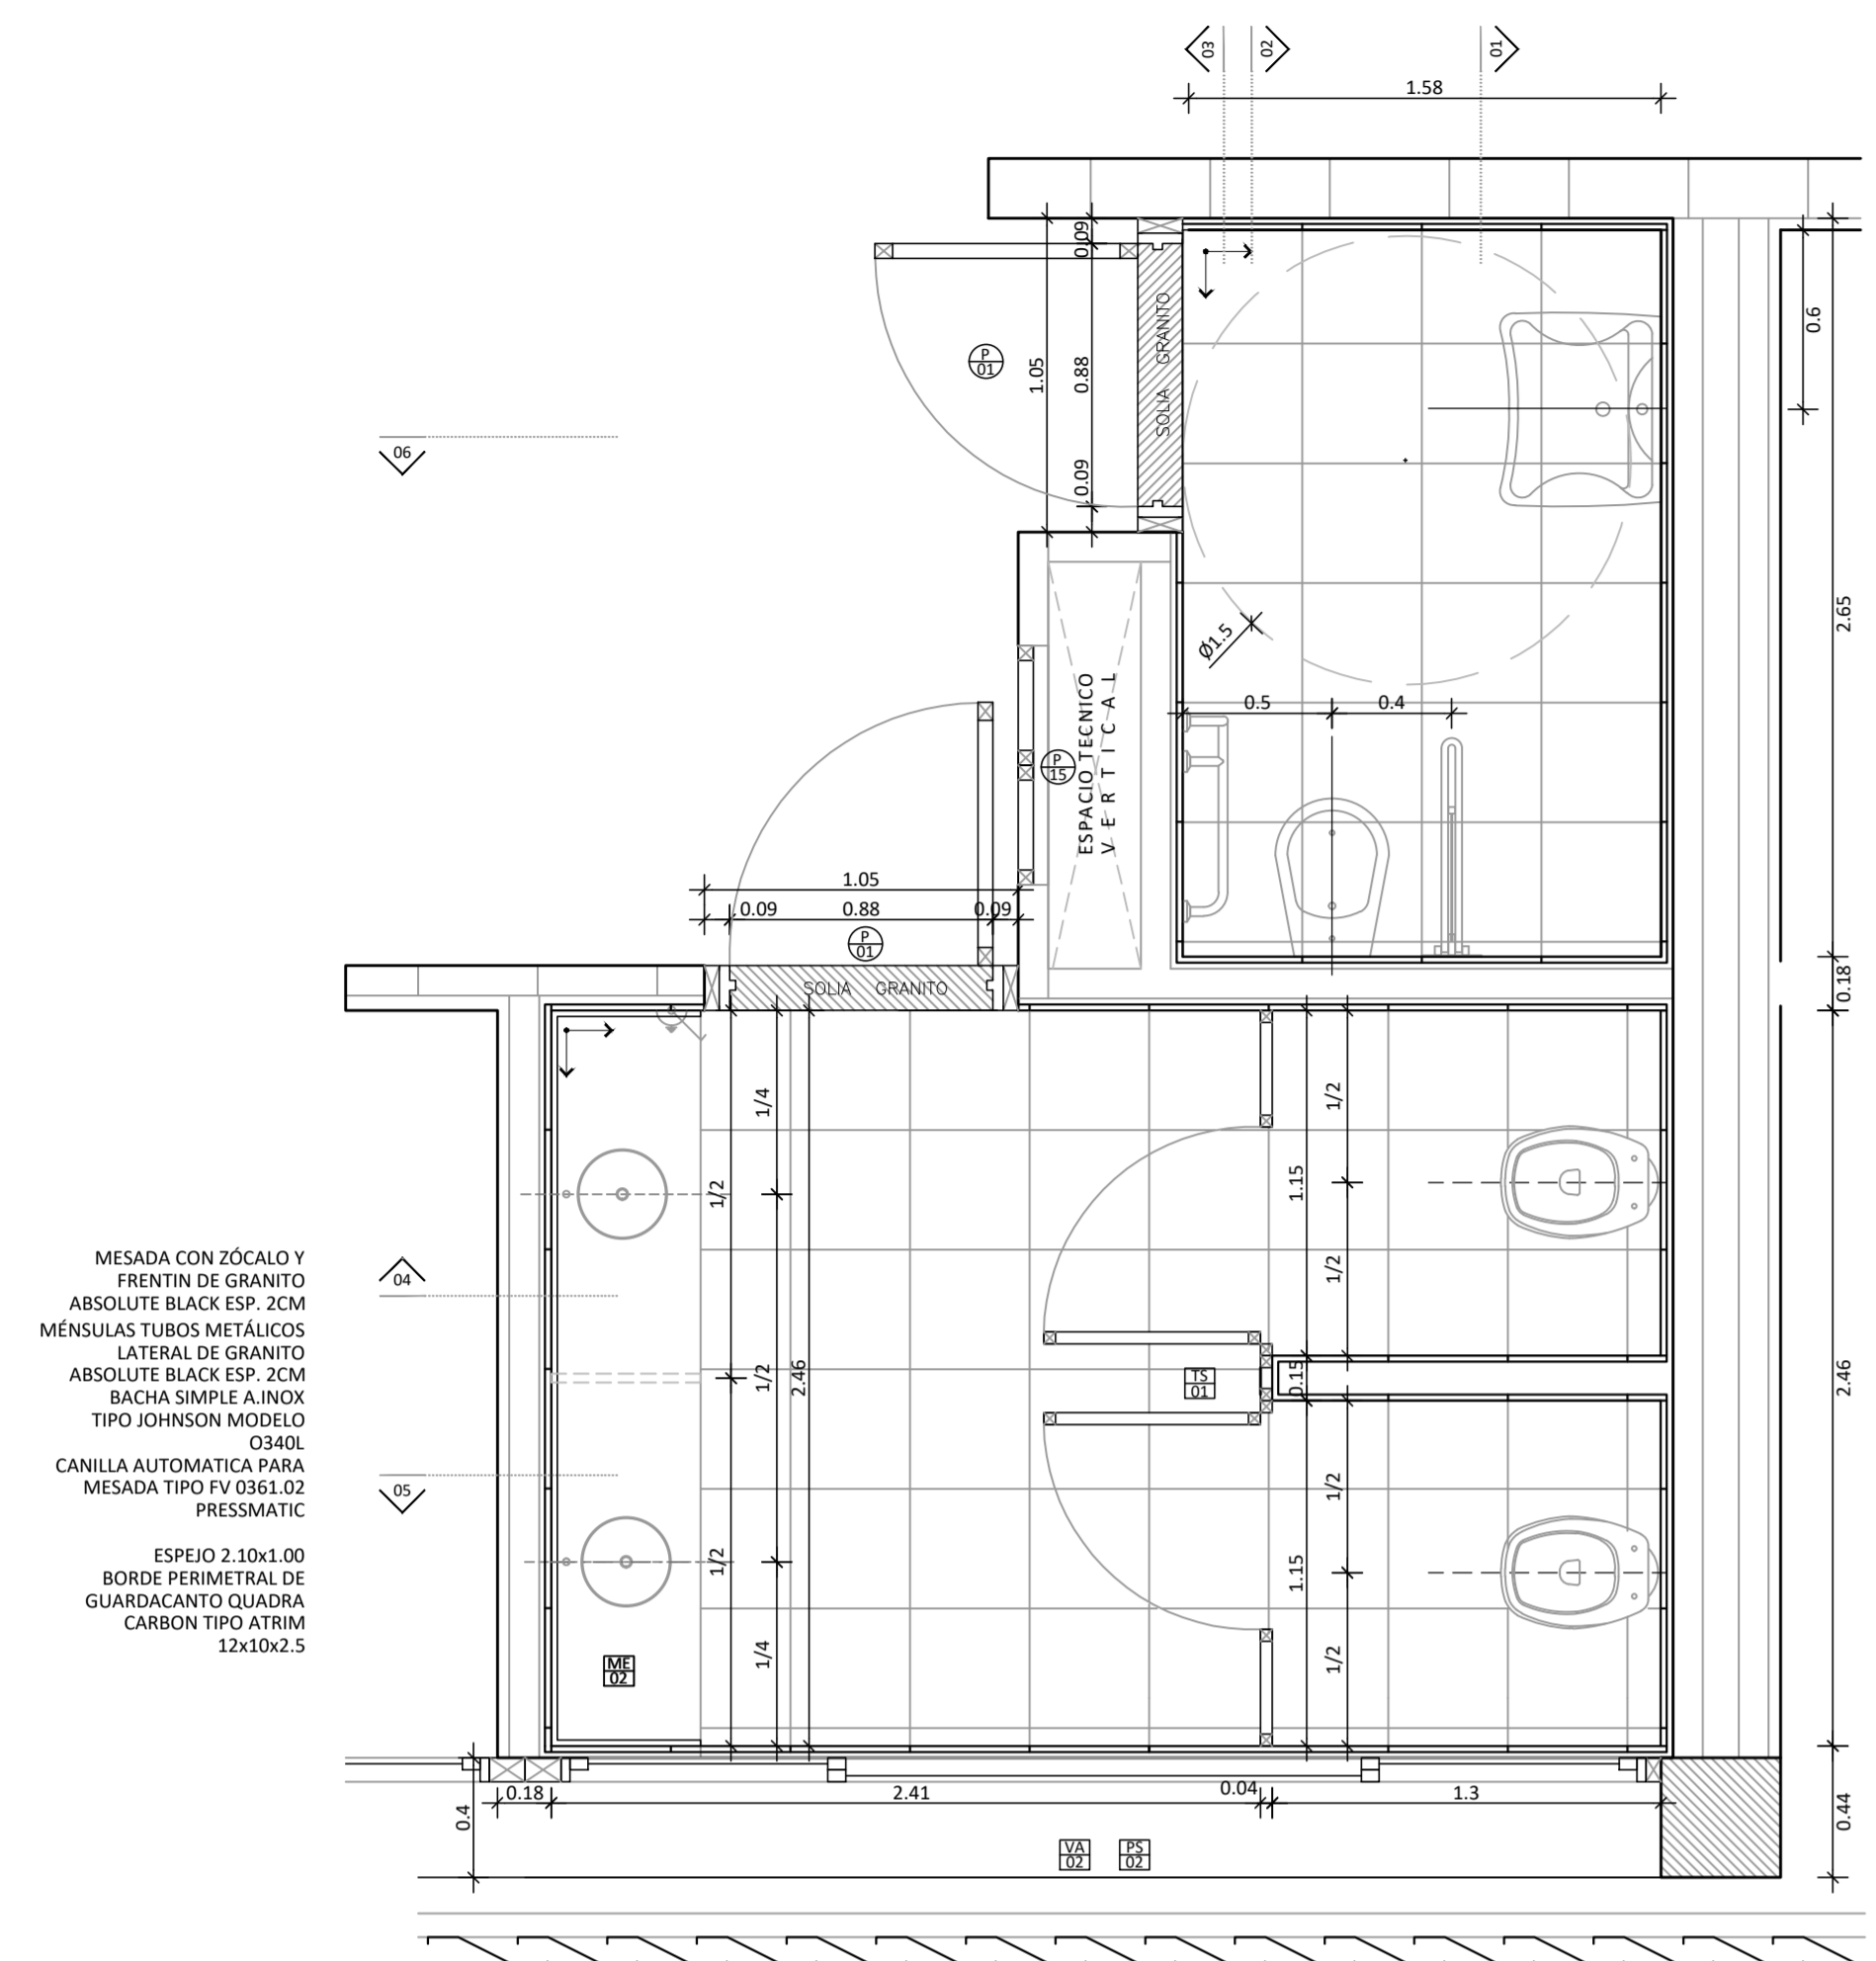 03
02
01
1.58
0.09
1.05
0.88
0.09
SOLIA GRANITO
P
01
0.6
06
2.65
Ø1.5
0.5
0.4
ESPACIO TECNICO
VERTICAL
P
15
1.05
0.09
0.88
0.09
P
01
SOLIA GRANITO
0.18
1/4
1/2
1/2
1.15
1/2
1/2
2.46
2.46
0.15
TS
01
MESADA CON ZÓCALO Y
FRENTIN DE GRANITO
ABSOLUTE BLACK ESP. 2CM
MÉNSULAS TUBOS METÁLICOS
LATERAL DE GRANITO
ABSOLUTE BLACK ESP. 2CM
BACHA SIMPLE A.INOX
TIPO JOHNSON MODELO
O340L
CANILLA AUTOMATICA PARA
MESADA TIPO FV 0361.02
PRESSMATIC
ESPEJO 2.10x1.00
BORDE PERIMETRAL DE
GUARDACANTO QUADRA
CARBON TIPO ATRIM
12x10x2.5
04
05
1/2
1/2
1.15
1/4
1/2
ME
02
0.4
0.18
2.41
0.04
1.3
0.44
VA
02
PS
02